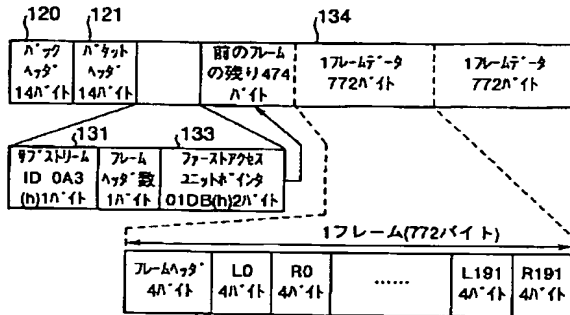 120
121
134
パック
ヘッダ
14バイト
パケット
ヘッダ
14バイト
前のフレーム
の残り474
バイト
1フレームデータ
772バイト
1フレームデータ
772バイト
131
133
サブストリーム
ID 0A3
(h)1バイト
フレーム
ヘッダ数
1バイト
ファーストアクセス
ユニットポインタ
01DB(h)2バイト
1フレーム(772バイト)
フレームヘッダ
4バイト
L0
4バイト
R0
4バイト
……
L191
4バイト
R191
4バイト